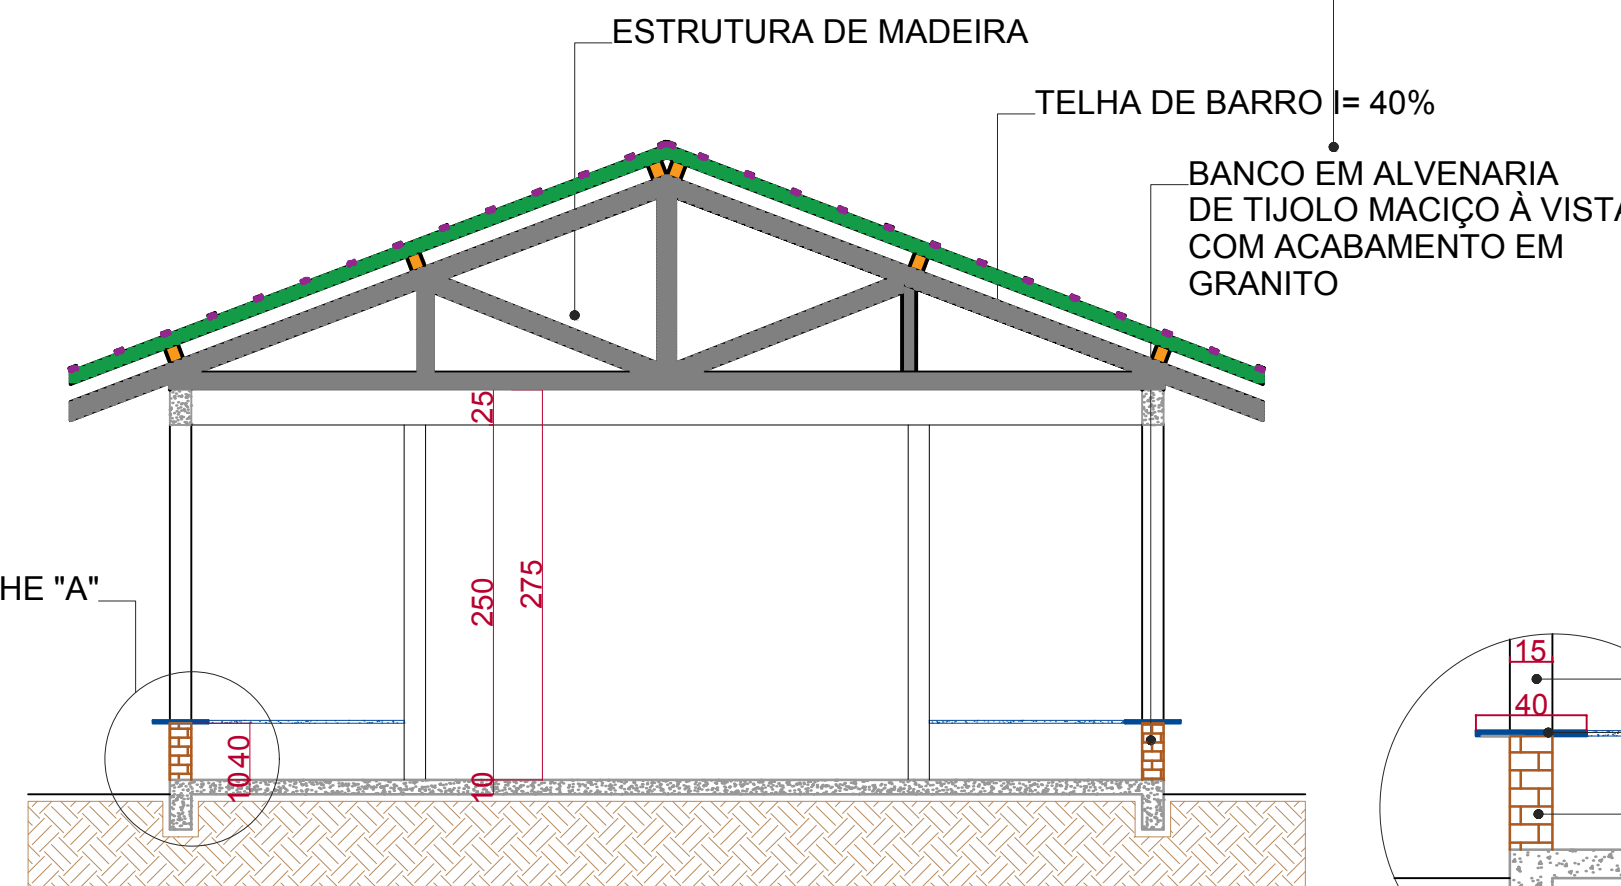 ESTRUTURA DE MADEIRA
TELHA DE BARRO I= 40%
BANCO EM ALVENARIA
DE TIJOLO MACIÇO À VISTA
COM ACABAMENTO EM
GRANITO
25
250
275
HE "A"
40
10
10
15
40